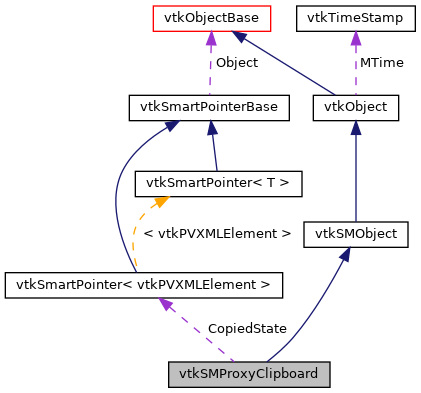 vtkObjectBase
vtkTimeStamp
Object
MTime
vtkSmartPointerBase
vtkObject
vtkSmartPointer< T >
< vtkPVXMLElement >
vtkSMObject
vtkSmartPointer< vtkPVXMLElement >
CopiedState
vtkSMProxyClipboard